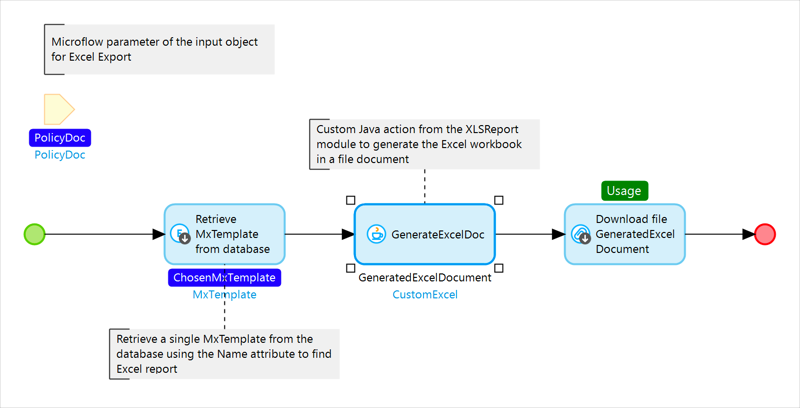 Microflow parameter of the input object
for Excel Export
PolicyDoc
PolicyDoc
Custom Java action from the XLSReport
module to generate the Excel workbook
in a file document
Usage
Retrieve
MxTemplate
from database
GenerateExcelDoc
Download file
GeneratedExcel
Document
ChosenMxTemplate
MxTemplate
GeneratedExcelDocument
CustomExcel
Retrieve a single MxTemplate from the
database using the Name attribute to find
Excel report